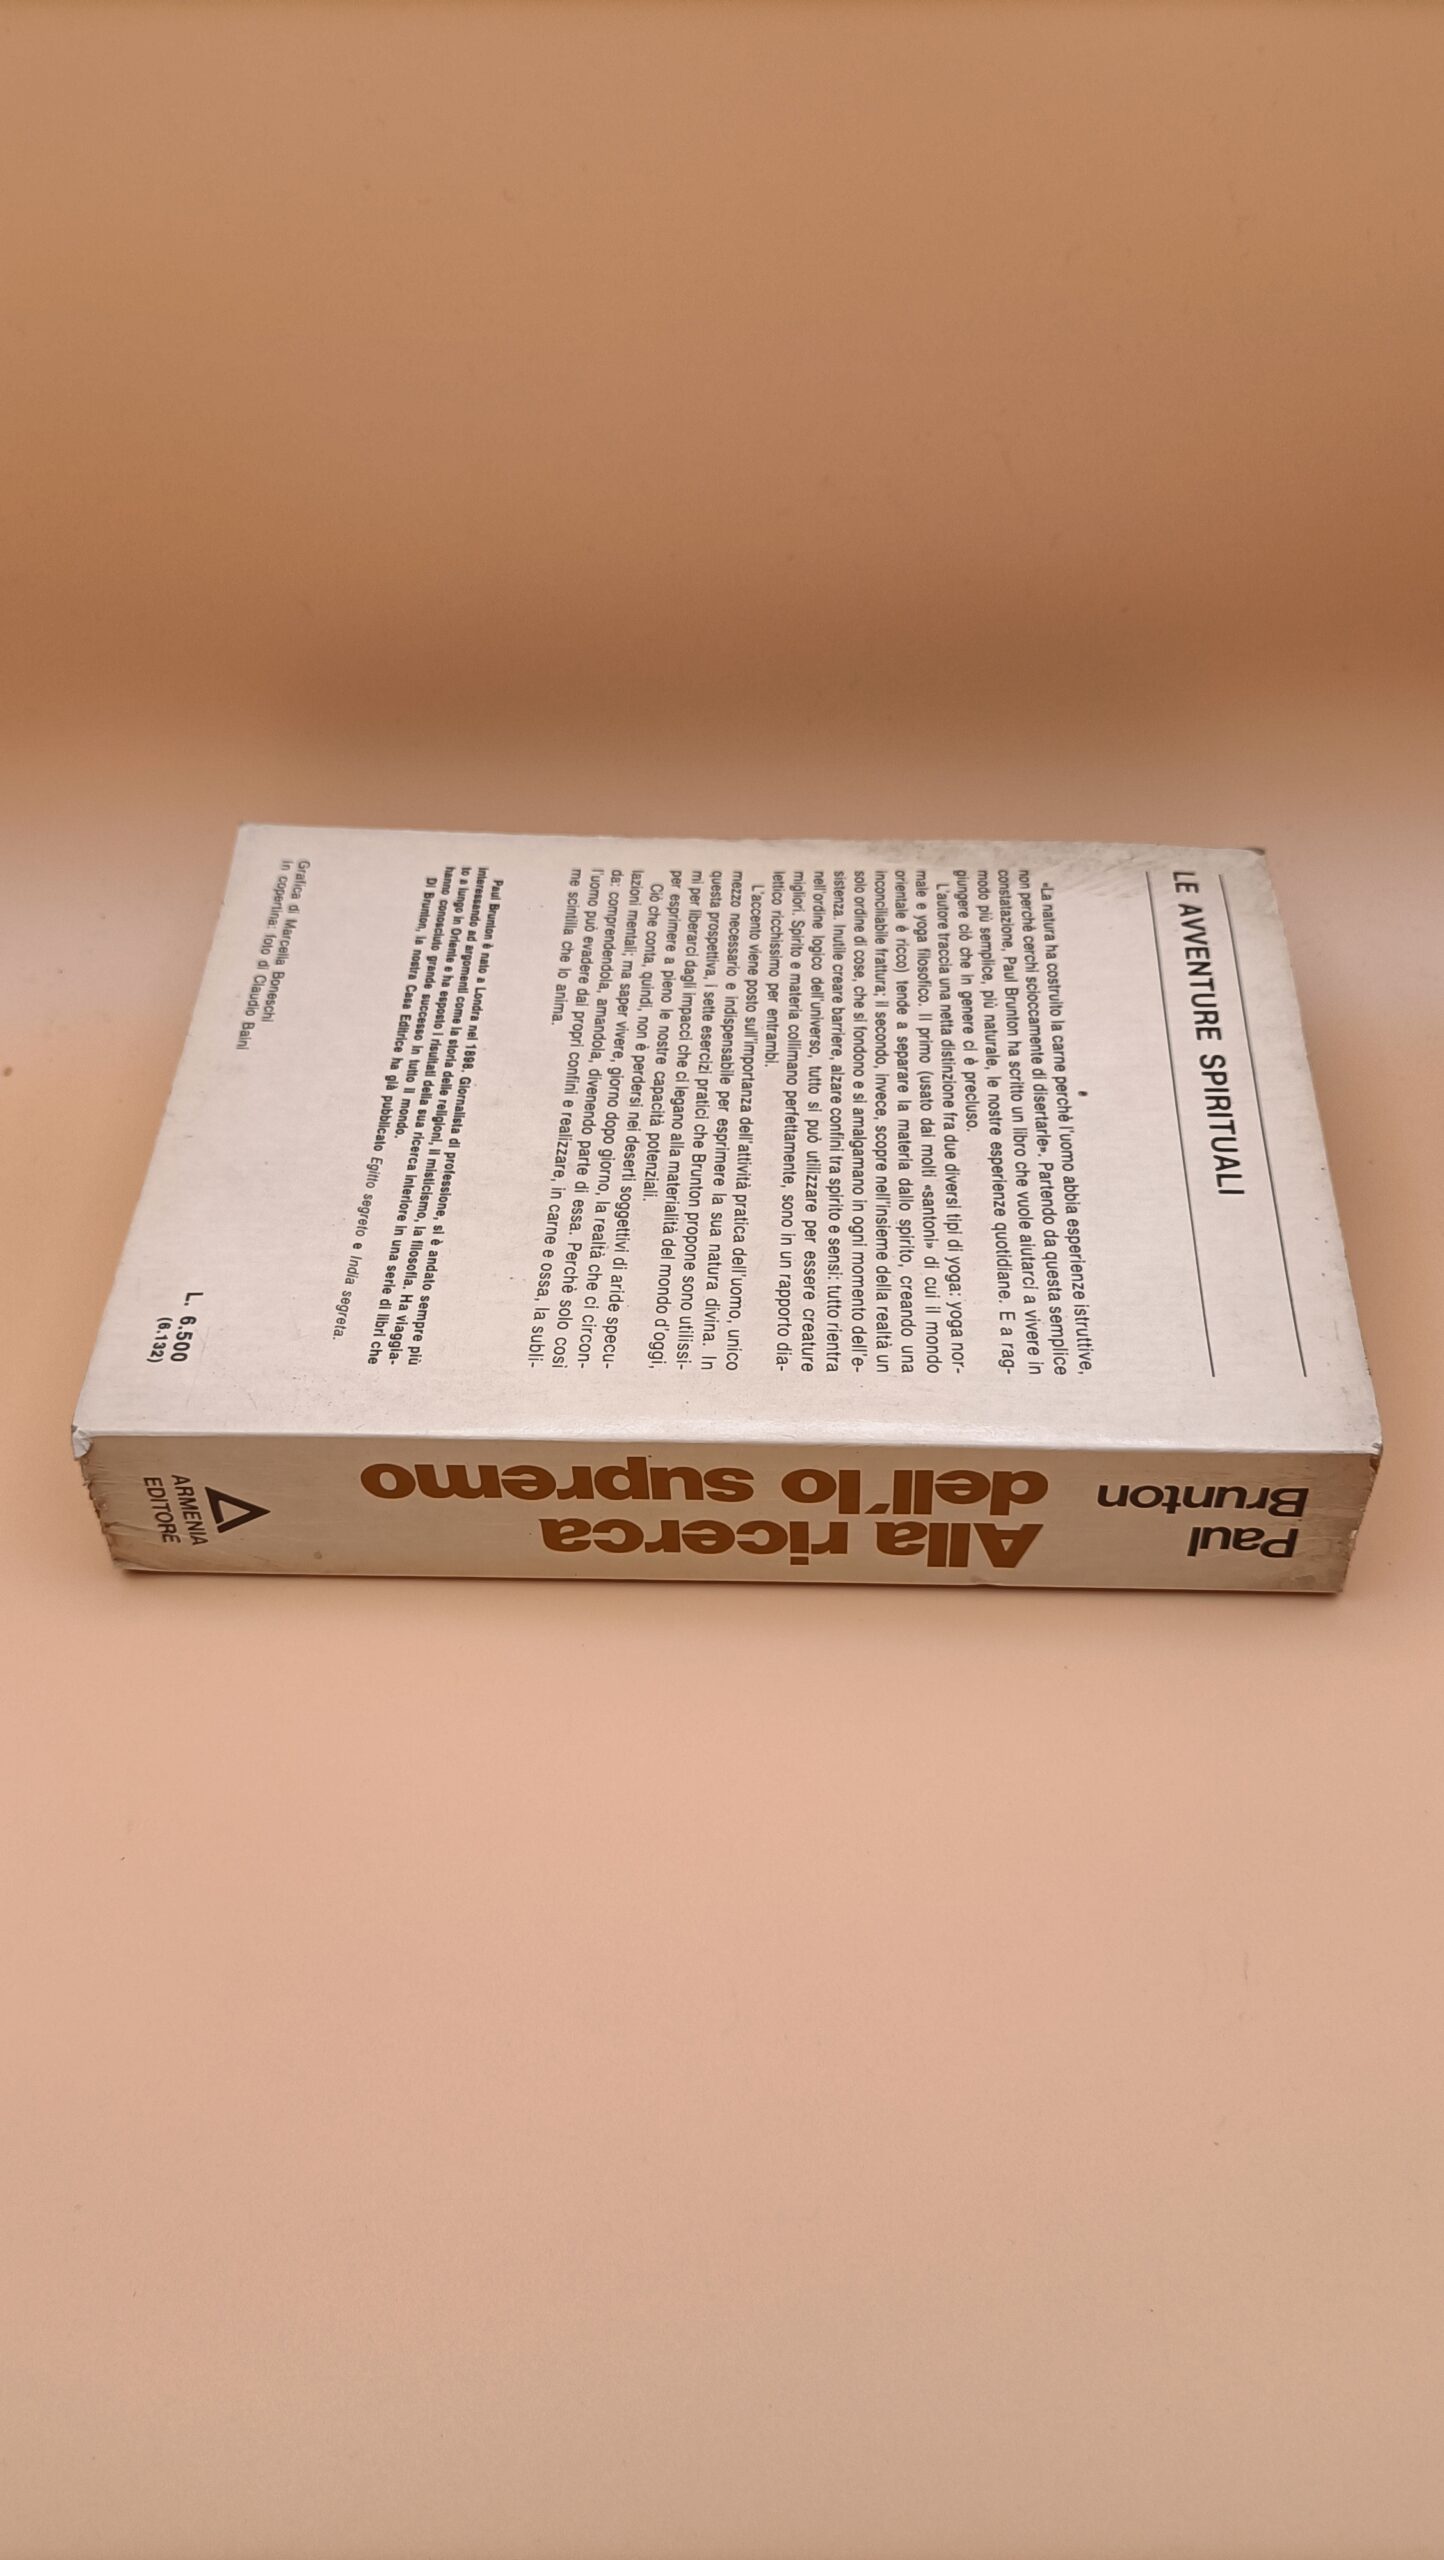 LE AVVENTURE SPIRITUALI
«La natura ha costruito la carne perchè l'uomo abbia esperienze istruttive,
non perchè cerchi scioccamente di disertarle». Partendo da questa semplice
constatazione, Paul Brunton ha scritto un libro che vuole aiutarci a vivere in
modo più semplice, più naturale, le nostre esperienze quotidiane. E a rag-
giungere ciò che in genere ci è precluso.
L'autore traccia una netta distinzione fra due diversi tipi di yoga: yoga nor-
male e yoga filosofico. Il primo (usato dai molti «santoni» di cui il mondo
orientale è ricco) tende a separare la materia dallo spirito, creando una
inconciliabile frattura; il secondo, invece, scopre nell'insieme della realtà un
solo ordine di cose, che si fondono e si amalgamano in ogni momento dell'e-
sistenza. Inutile creare barriere, alzare confini tra spirito e sensi: tutto rientra
nell'ordine logico dell'universo, tutto si può utilizzare per essere creature
migliori. Spirito e materia collimano perfettamente, sono in un rapporto dia-
lettico ricchissimo per entrambi.
L'accento viene posto sull'importanza dell'attività pratica dell'uomo, unico
mezzo necessario e indispensabile per esprimere la sua natura divina. In
questa prospettiva, i sette esercizi pratici che Brunton propone sono utilissi-
mi per liberarci dagli impacci che ci legano alla materialità del mondo d'oggi,
per esprimere a pieno le nostre capacità potenziali.
Ciò che conta, quindi, non è perdersi nei deserti soggettivi di aride specu-
lazioni mentali; ma saper vivere, giorno dopo giorno, la realtà che ci circon-
da: comprendendola, amandola, divenendo parte di essa. Perchè solo così
l'uomo può evadere dai propri confini e realizzare, in carne e ossa, la subli-
me scintilla che lo anima.
Paul Brunton è nato a Londra nel 1898. Giornalista di professione, si è andato sempre più
interessando ad argomenti come la storia delle religioni, il misticismo, la filosofia. Ha viaggia-
to a lungo in Oriente e ha esposto i risultati della sua ricerca interiore in una serie di libri che
hanno conosciuto grande successo in tutto il mondo.
Di Brunton, la nostra Casa Editrice ha già pubblicato Egitto segreto e India segreta.
Grafica di Marcella Boneschi
in copertina: foto di Claudio Baini
L. 6.500
(6.132)
Paul
Brunton
Alla ricerca
dell'Io supremo
ARMENIA
EDITORE